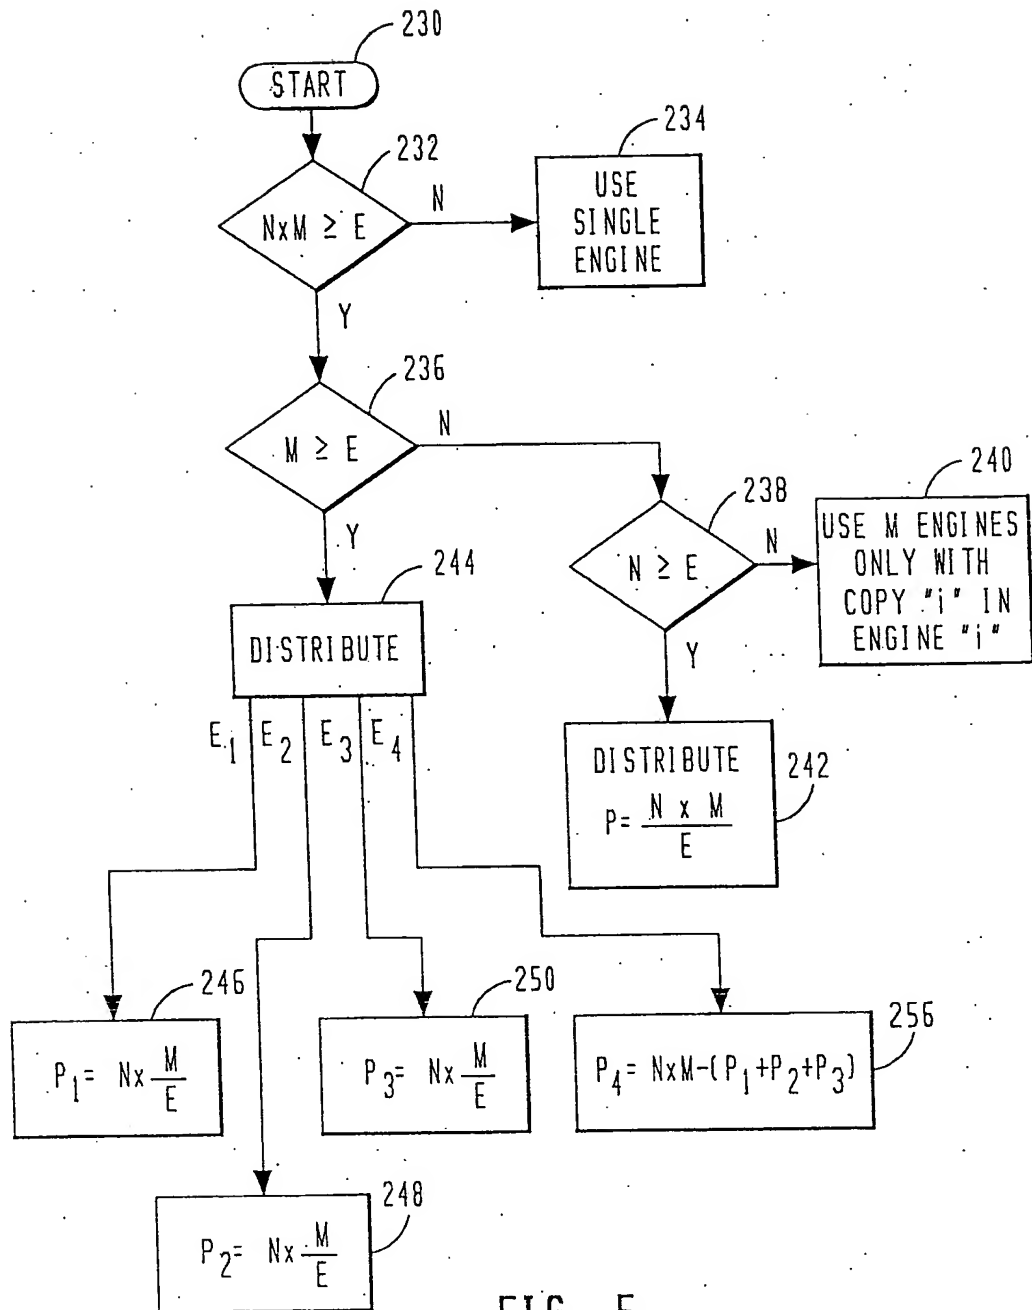 230
START
232
N×M ≥ E
N
234
USE
SINGLE
ENGINE
Y
236
M ≥ E
N
238
N ≥ E
N
240
USE M ENGINES
ONLY WITH
COPY "i" IN
ENGINE "i"
Y
244
DISTRIBUTE
Y
242
DISTRIBUTE
P= N x M / E
E1 E2 E3 E4
246
P1= N× M/E
250
P3= N× M/E
256
P4= N×M-(P1+P2+P3)
248
P2= N× M/E